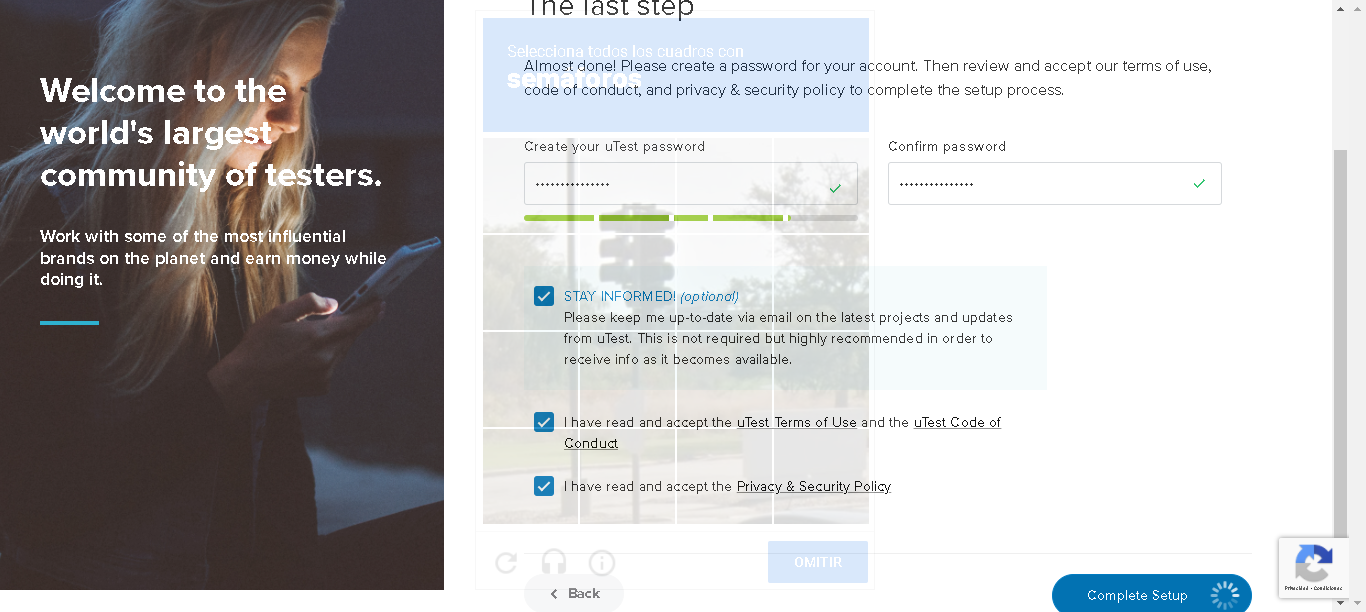 The last step
Welcome to the
world's largest
community of testers.
Work with some of the most influential
brands on the planet and earn money while
doing it.
Selecciona todos los cuadros con
semáforos
Almost done! Please create a password for your account. Then review and accept our terms of use,
code of conduct, and privacy & security policy to complete the setup process.
Create your uTest password
Confirm password
STAY INFORMED! (optional)
Please keep me up-to-date via email on the latest projects and updates
from uTest. This is not required but highly recommended in order to
receive info as it becomes available.
I have read and accept the uTest Terms of Use and the uTest Code of
Conduct
I have read and accept the Privacy & Security Policy
OMITIR
Back
Complete Setup
Privacidad - Condiciones